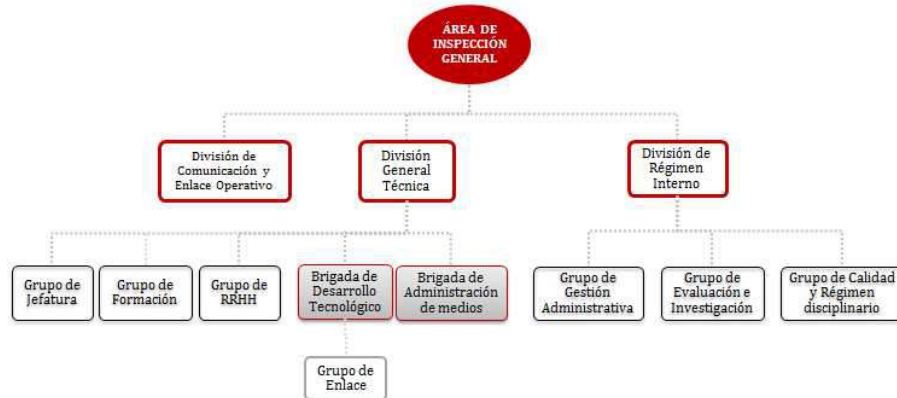 ÁREA DE
INSPECCIÓN
GENERAL
División de
Comunicación y
Enlace Operativo
División
General
Técnica
División de
Régimen
Interno
Grupo de
Jefatura
Grupo de
Formación
Grupo de
RRHH
Brigada de
Desarrollo
Tecnológico
Brigada de
Administración
de medios
Grupo de
Gestión
Administrativa
Grupo de
Evaluación e
Investigación
Grupo de Calidad
y Régimen
disciplinario
Grupo de
Enlace